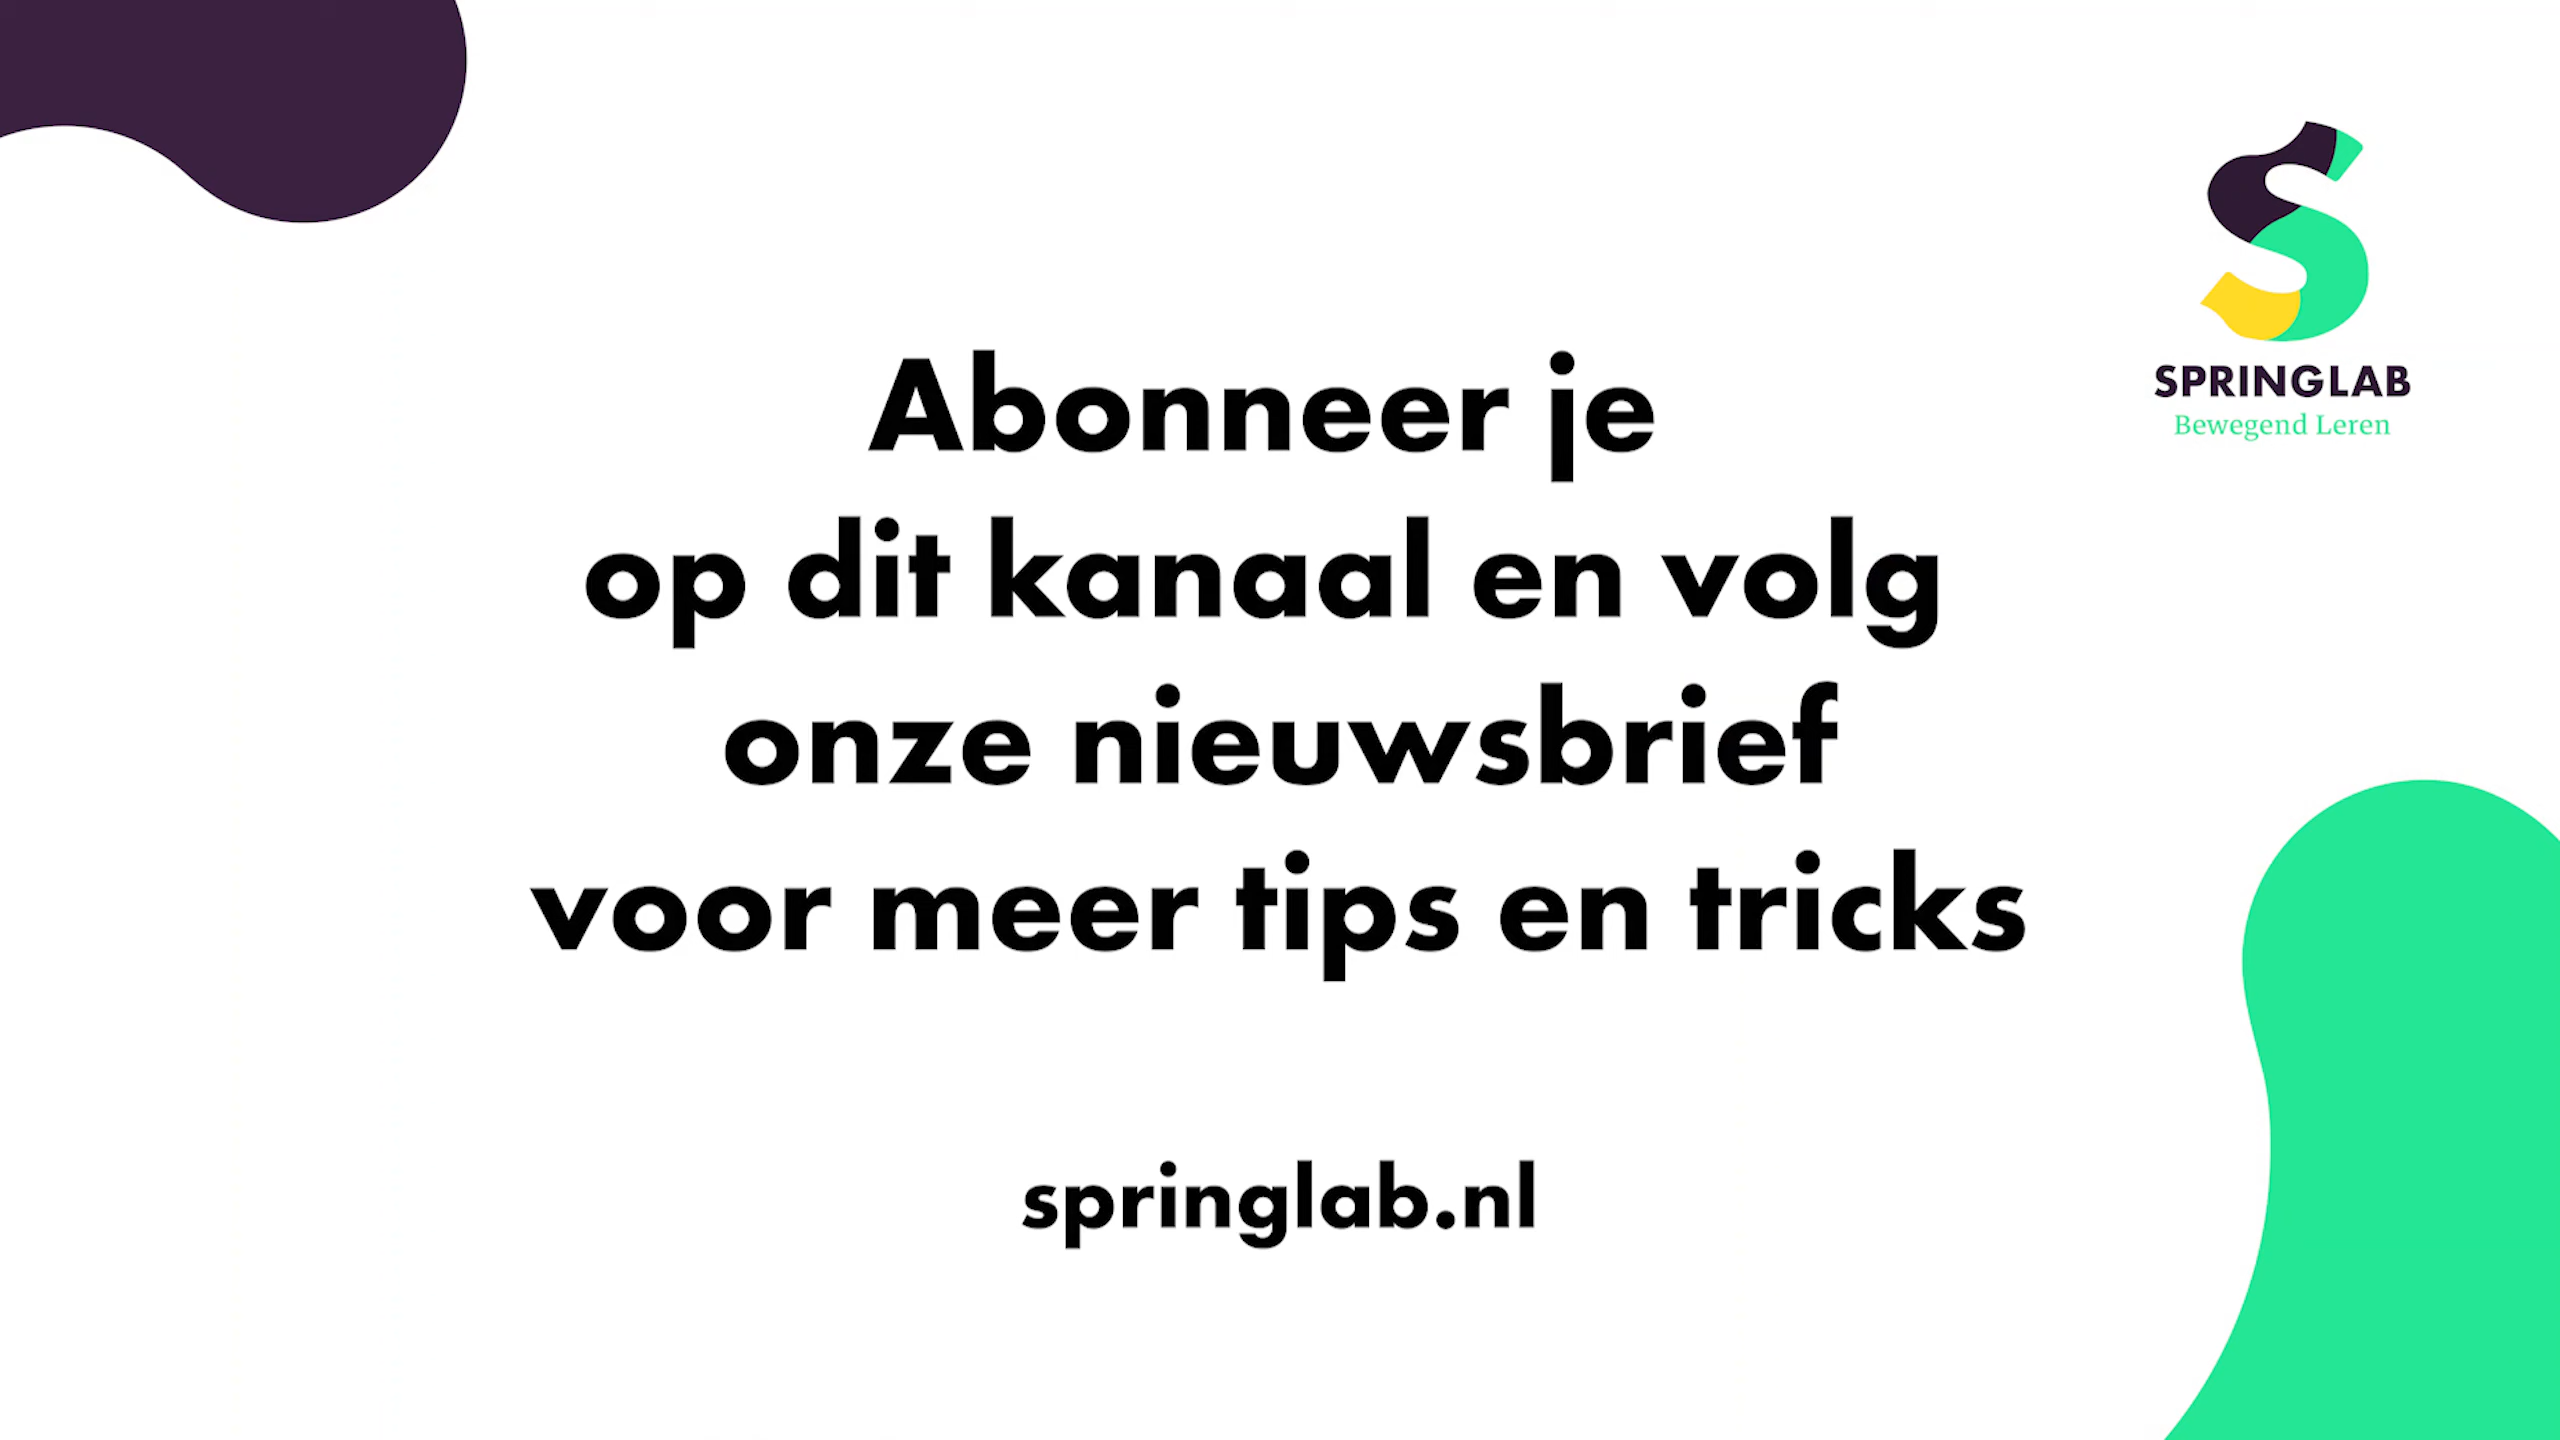 SPRINGLAB
Bewegend Leren
Abonneer je
op dit kanaal en volg
onze nieuwsbrief
voor meer tips en tricks
springlab.nl